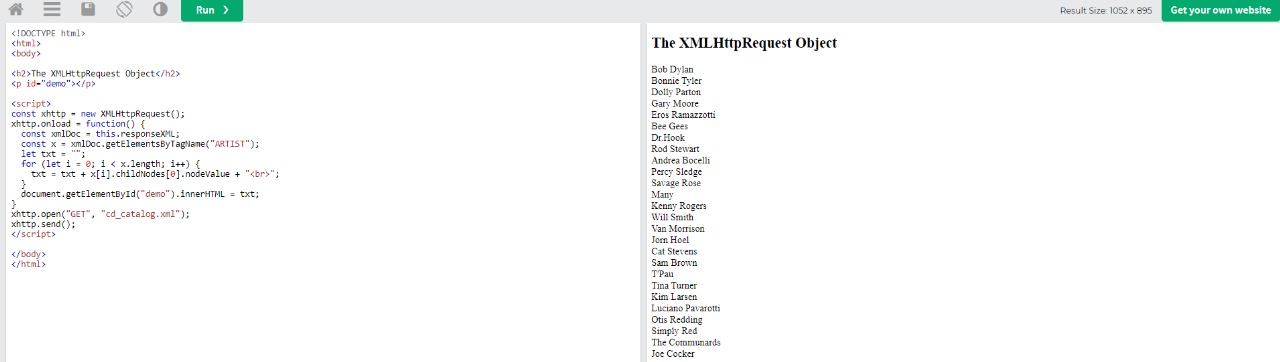 Run ❯
Result Size: 1052 x 895
Get your own website
<!DOCTYPE html>
<html>
<body>
<h2>The XMLHttpRequest Object</h2>
<p id="demo"></p>
<script>
const xhttp = new XMLHttpRequest();
xhttp.onload = function() {
  const xmlDoc = this.responseXML;
  const x = xmlDoc.getElementsByTagName("ARTIST");
  let txt = "";
  for (let i = 0; i < x.length; i++) {
    txt = txt + x[i].childNodes[0].nodeValue + "<br>";
  }
  document.getElementById("demo").innerHTML = txt;
}
xhttp.open("GET", "cd_catalog.xml");
xhttp.send();
</script>
</body>
</html>
The XMLHttpRequest Object
Bob Dylan
Bonnie Tyler
Dolly Parton
Gary Moore
Eros Ramazzotti
Bee Gees
Dr.Hook
Rod Stewart
Andrea Bocelli
Percy Sledge
Savage Rose
Many
Kenny Rogers
Will Smith
Van Morrison
Jorn Hoel
Cat Stevens
Sam Brown
T'Pau
Tina Turner
Kim Larsen
Luciano Pavarotti
Otis Redding
Simply Red
The Communards
Joe Cocker